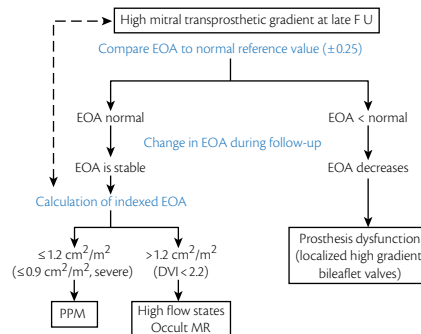 High mitral transprosthetic gradient at late F U
Compare EOA to normal reference value (±0.25)
EOA normal
EOA < normal
Change in EOA during follow-up
EOA is stable
EOA decreases
Calculation of indexed EOA
≤1.2 cm²/m²
(≤0.9 cm²/m², severe)
>1.2 cm²/m²
(DVI<2.2)
Prosthesis dysfunction
(localized high gradient
bileaflet valves)
PPM
High flow states
Occult MR